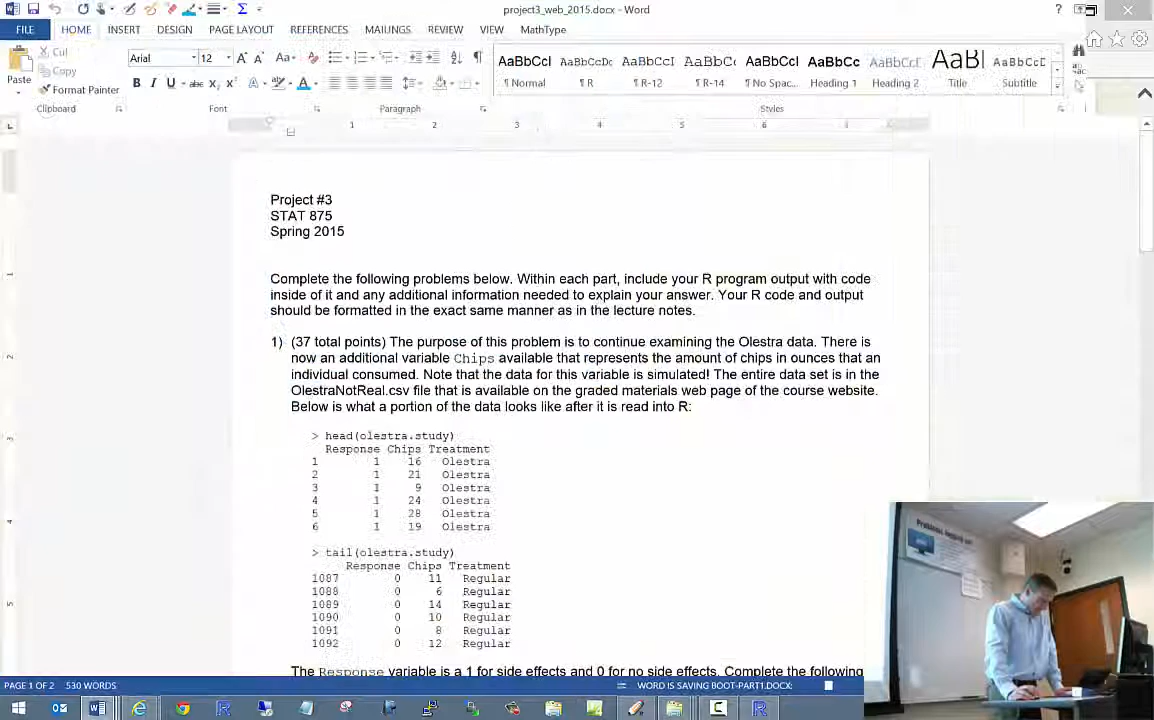 project3_web_2015.docx - Word
FILE HOME INSERT DESIGN PAGE LAYOUT REFERENCES MAILINGS REVIEW VIEW MathType
Cut
Copy
Paste
Format Painter
Arial 12
AaBbCcI AaBbCcDc AaBbCcI AaBbCc AaBbCcI AaBbCc AaBbCcE AaBl AaBbCcE
¶ Normal ¶ R ¶ R-12 ¶ R-14 ¶ No Spac... Heading 1 Heading 2 Title Subtitle
Clipboard Font Paragraph Styles
1 2 3 4 5 6
Project #3
STAT 875
Spring 2015
Complete the following problems below. Within each part, include your R program output with code
inside of it and any additional information needed to explain your answer. Your R code and output
should be formatted in the exact same manner as in the lecture notes.
1) (37 total points) The purpose of this problem is to continue examining the Olestra data. There is
now an additional variable Chips available that represents the amount of chips in ounces that an
individual consumed. Note that the data for this variable is simulated! The entire data set is in the
OlestraNotReal.csv file that is available on the graded materials web page of the course website.
Below is what a portion of the data looks like after it is read into R:
> head(olestra.study)
Response Chips Treatment
1 1 16 Olestra
2 1 21 Olestra
3 1 9 Olestra
4 1 24 Olestra
5 1 28 Olestra
6 1 19 Olestra
> tail(olestra.study)
Response Chips Treatment
1087 0 11 Regular
1088 0 6 Regular
1089 0 14 Regular
1090 0 10 Regular
1091 0 8 Regular
1092 0 12 Regular
The Response variable is a 1 for side effects and 0 for no side effects. Complete the following
PAGE 1 OF 2 530 WORDS WORD IS SAVING BOOT-PART1.DOCX: